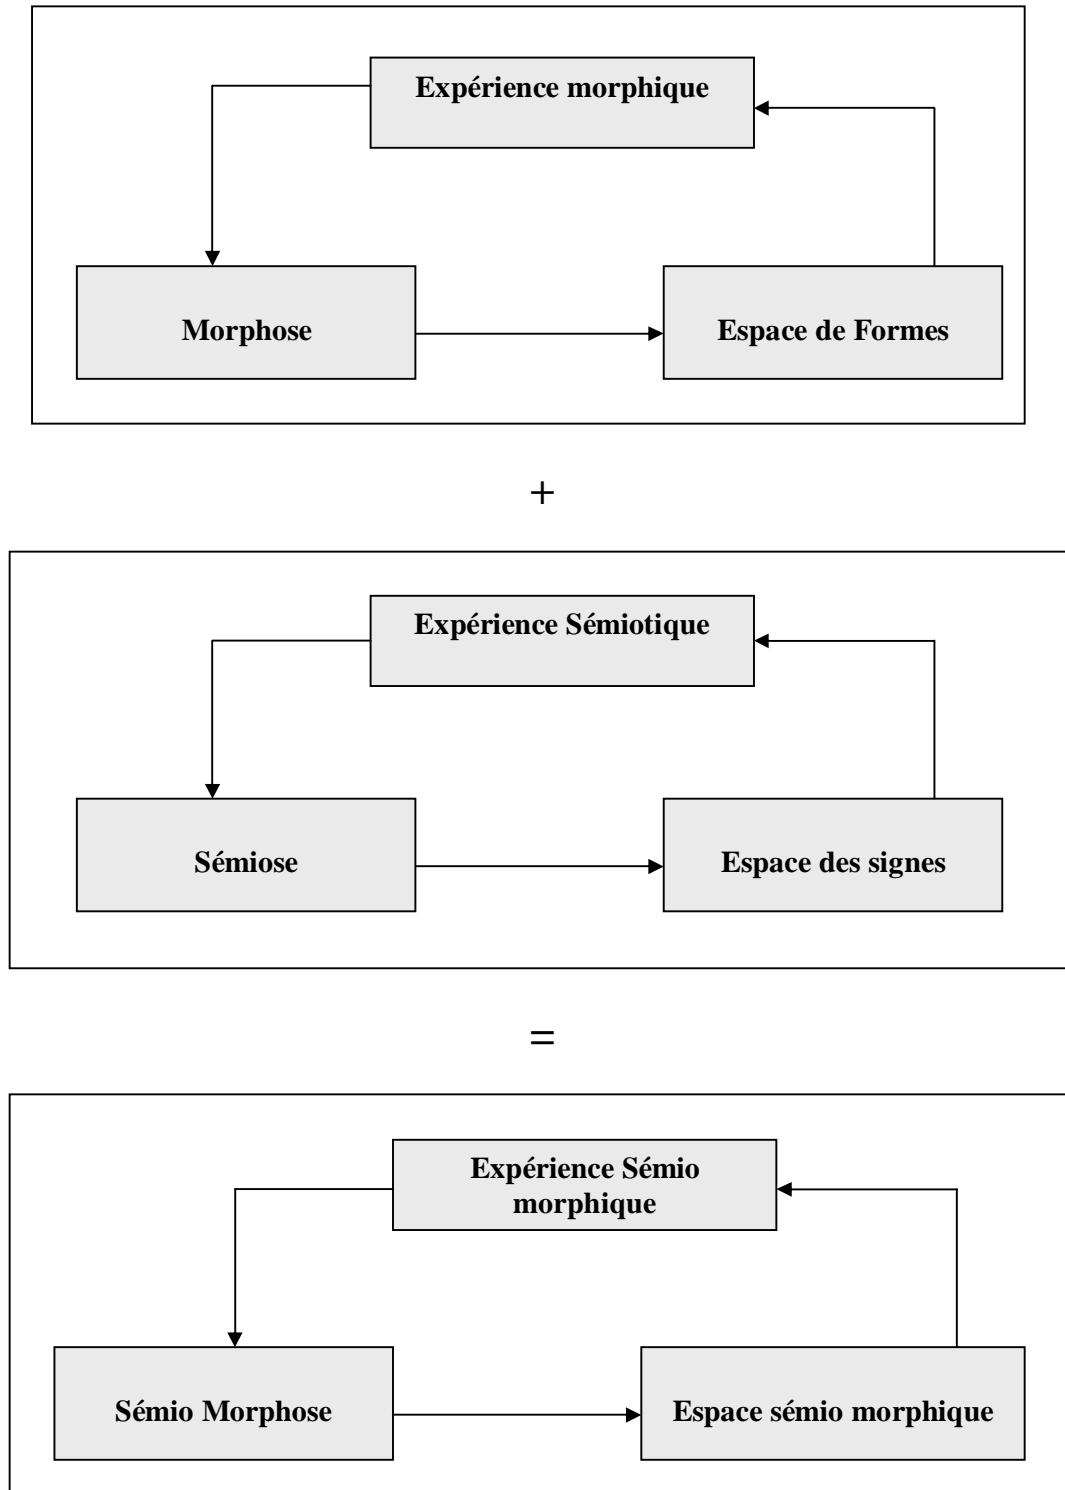 Expérience morphique
Morphose
Espace de Formes
+
Expérience Sémiotique
Sémiose
Espace des signes
=
Expérience Sémio
morphique
Sémio Morphose
Espace sémio morphique